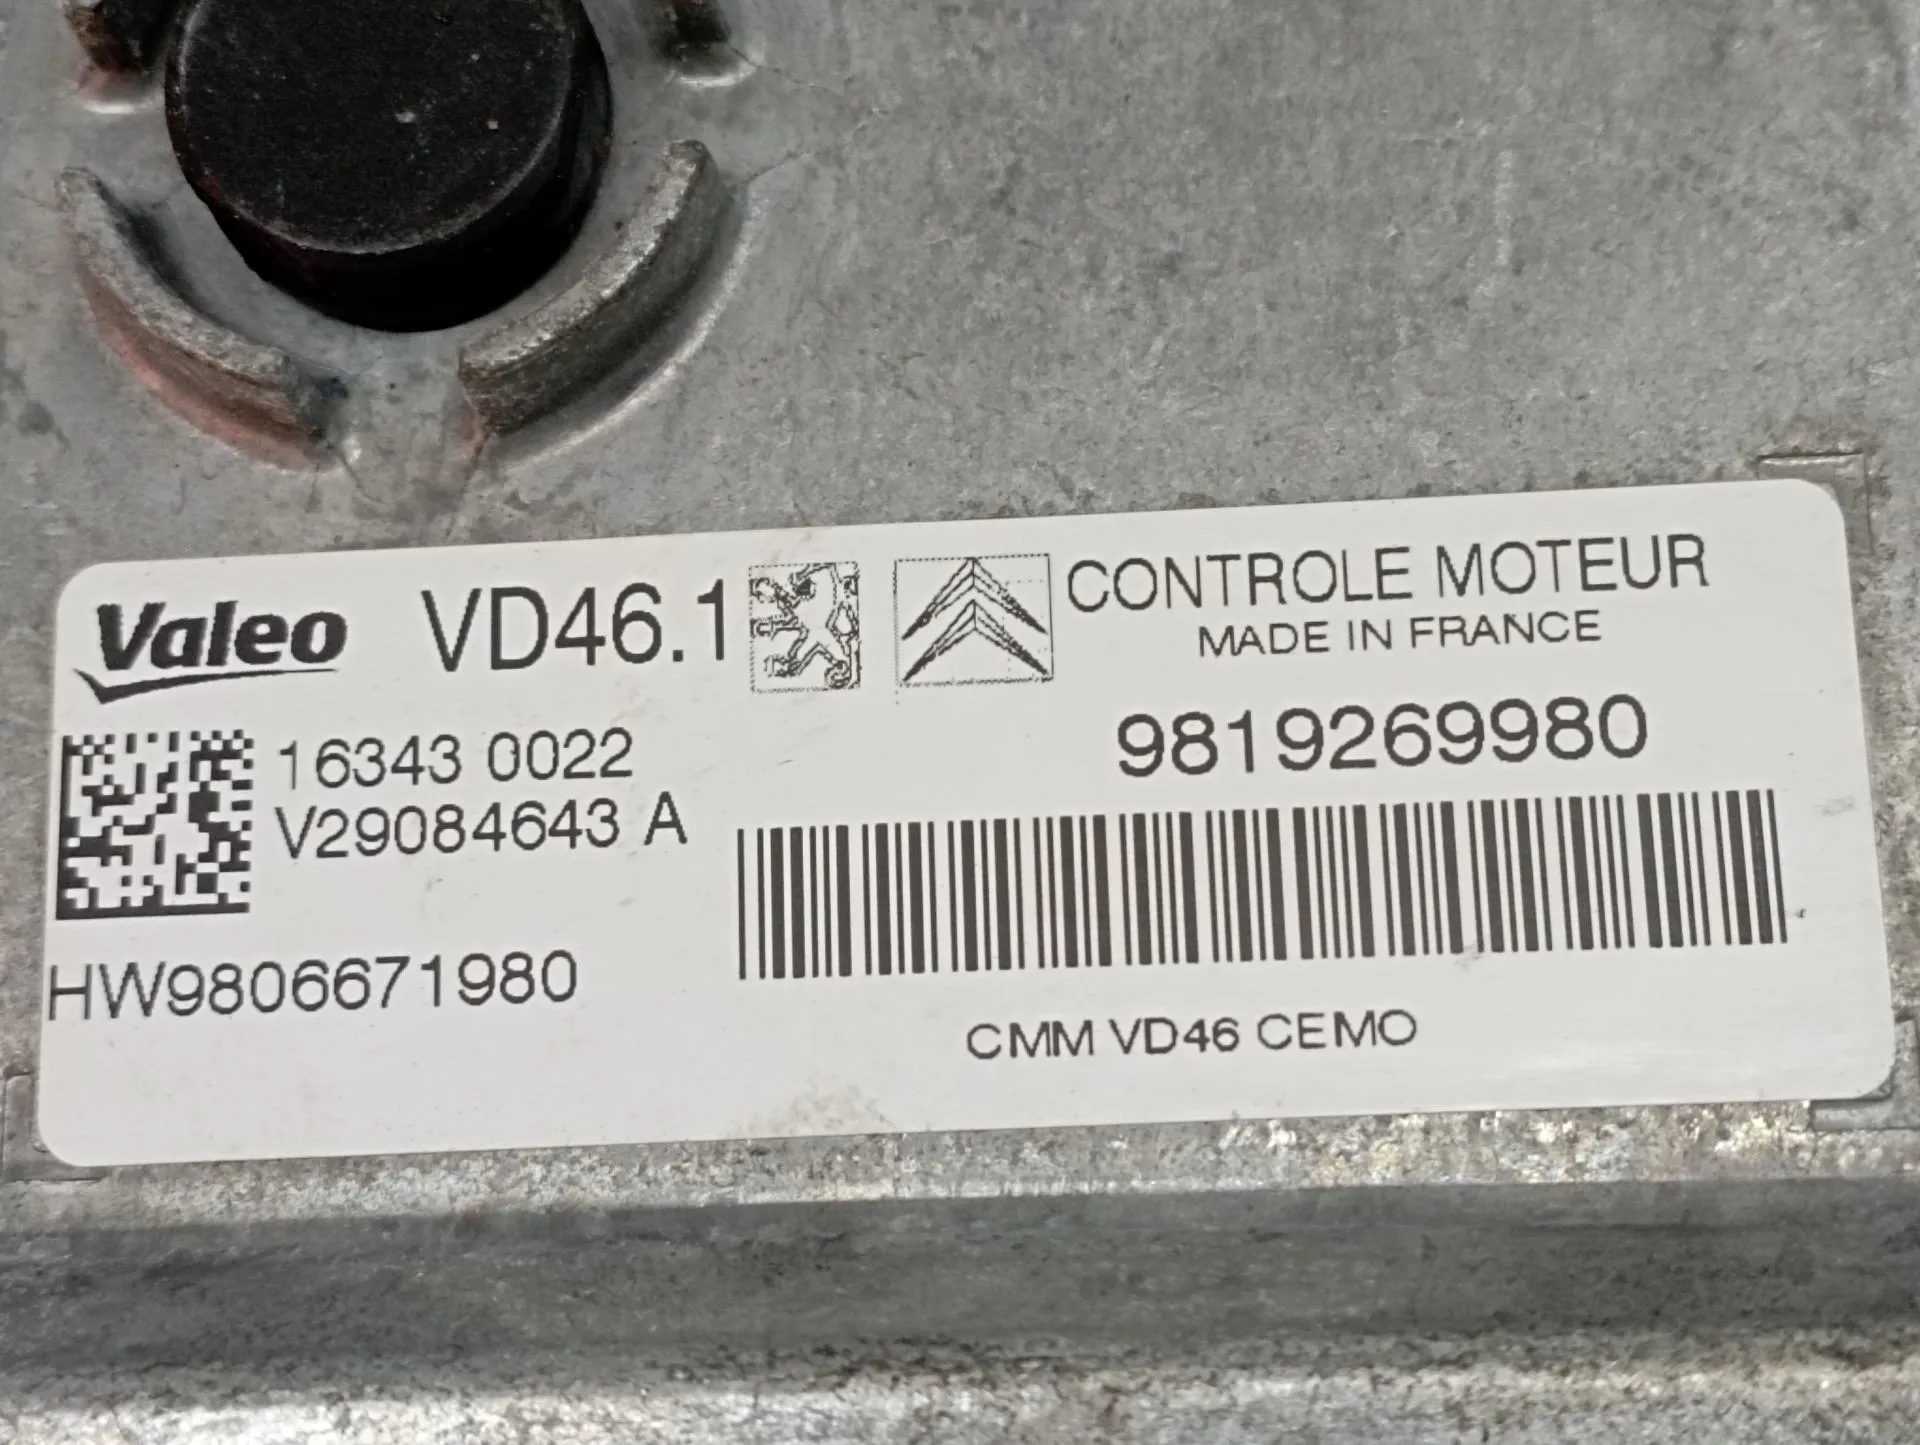 Valeo VD46.1 CONTROLE MOTEUR
MADE IN FRANCE
16343 0022
9819269980
V29084643 A
HW9806671980
CMM VD46 CEMO